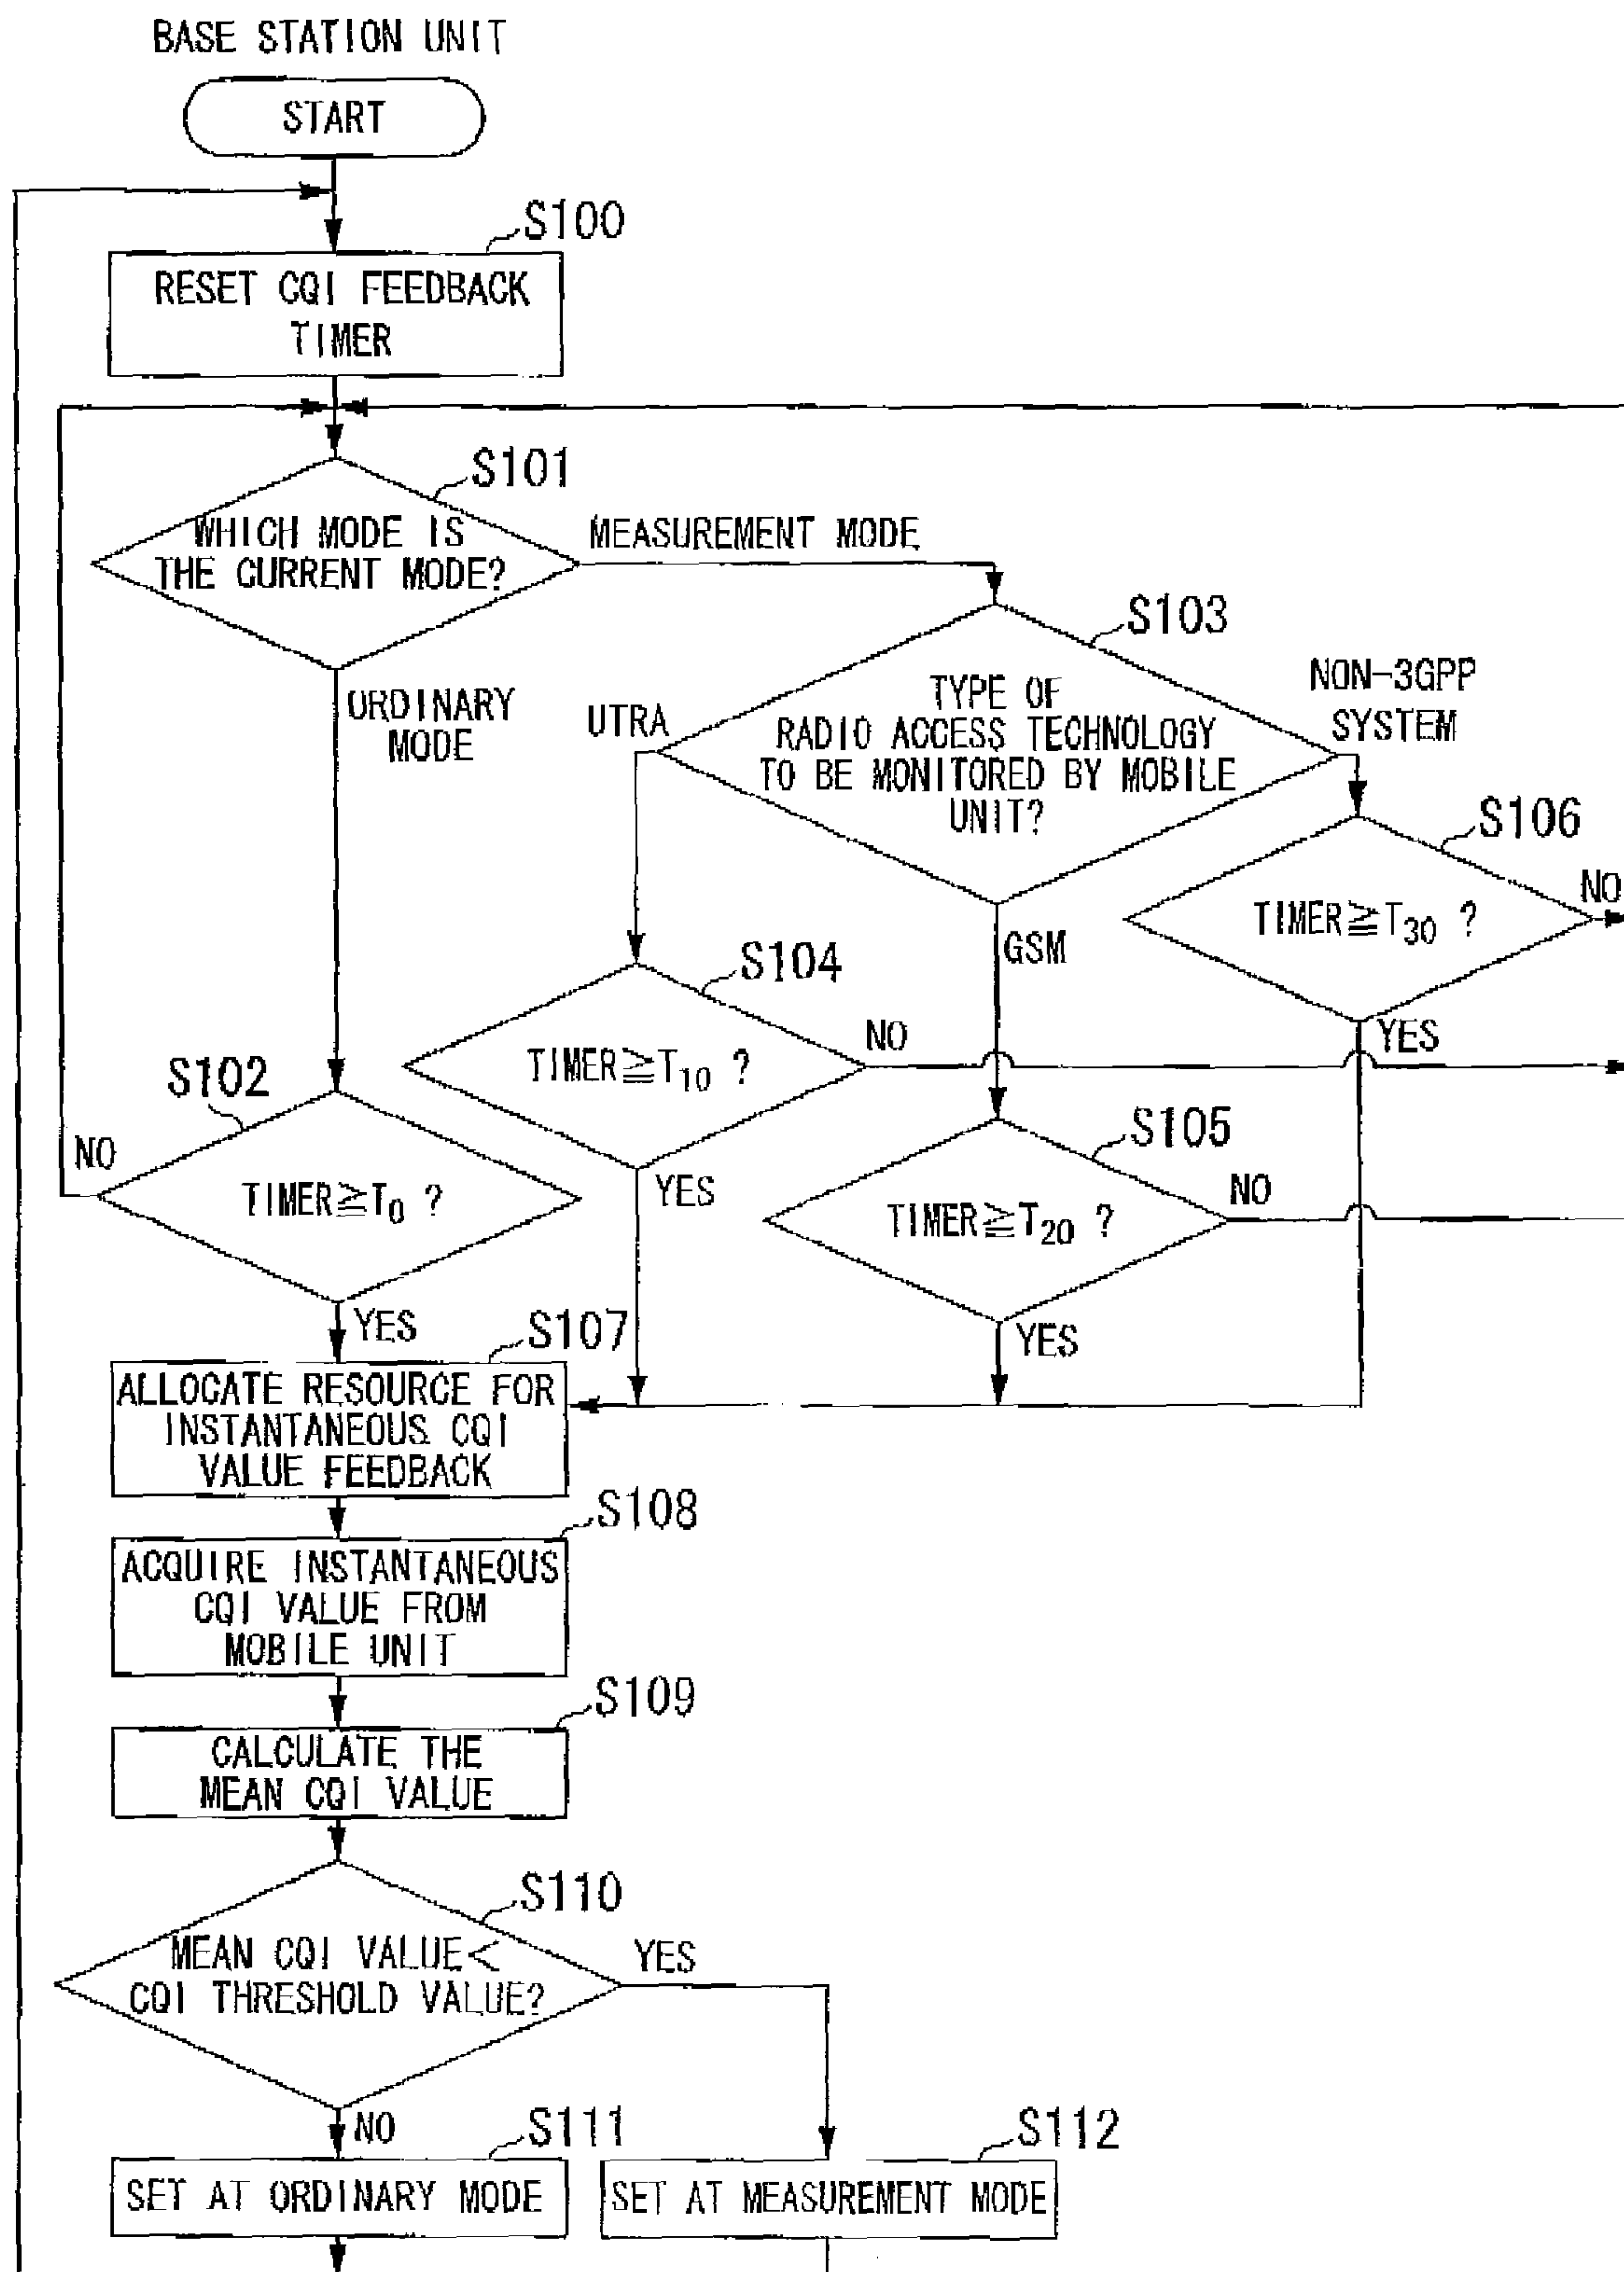 BASE STATION UNIT
START
S100
RESET CQI FEEDBACK
TIMER
S101
WHICH MODE IS
THE CURRENT MODE?
MEASUREMENT MODE
ORDINARY
MODE
S103
TYPE OF
RADIO ACCESS TECHNOLOGY
TO BE MONITORED BY MOBILE
UNIT?
UTRA
NON-3GPP
SYSTEM
GSM
S106
TIMER≧T30 ?
NO
YES
S104
TIMER≧T10 ?
NO
YES
S102
TIMER≧T0 ?
NO
YES
S105
TIMER≧T20 ?
NO
YES
S107
ALLOCATE RESOURCE FOR
INSTANTANEOUS CQI
VALUE FEEDBACK
S108
ACQUIRE INSTANTANEOUS
CQI VALUE FROM
MOBILE UNIT
S109
CALCULATE THE
MEAN CQI VALUE
S110
MEAN CQI VALUE<
CQI THRESHOLD VALUE?
YES
NO
S111
SET AT ORDINARY MODE
S112
SET AT MEASUREMENT MODE